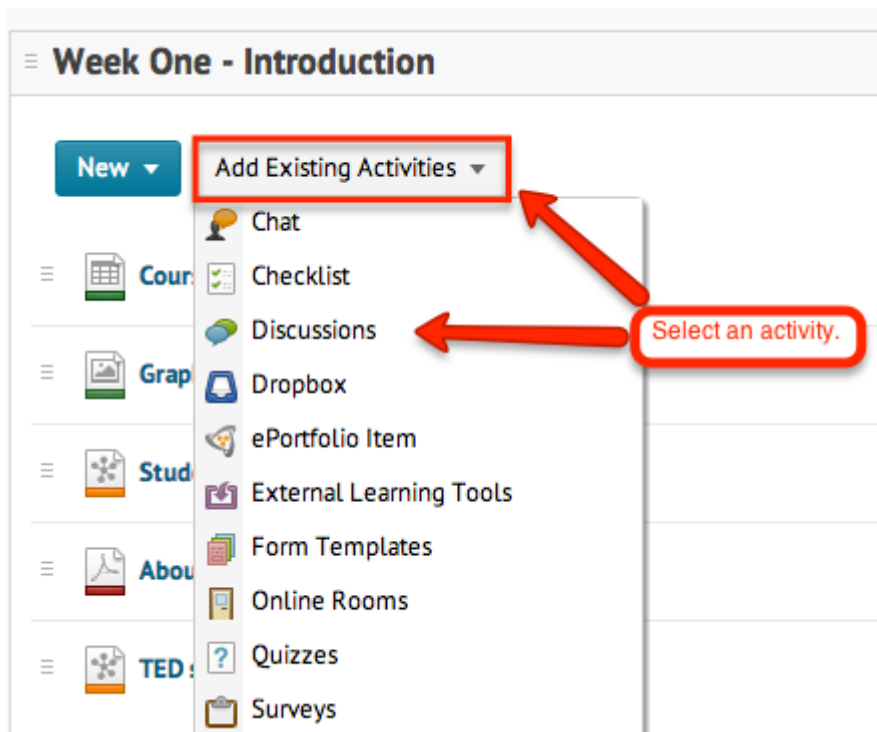 Week One - Introduction
New
Add Existing Activities
Chat
Cour
Checklist
Discussions
Select an activity.
Grap
Dropbox
ePortfolio Item
Stud
External Learning Tools
Form Templates
Abou
Online Rooms
TED s
Quizzes
Surveys